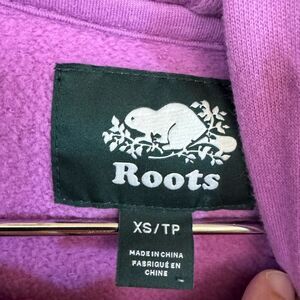 Roots
XS/TP
MADE IN CHINA
FABRIQUÉ EN
CHINE